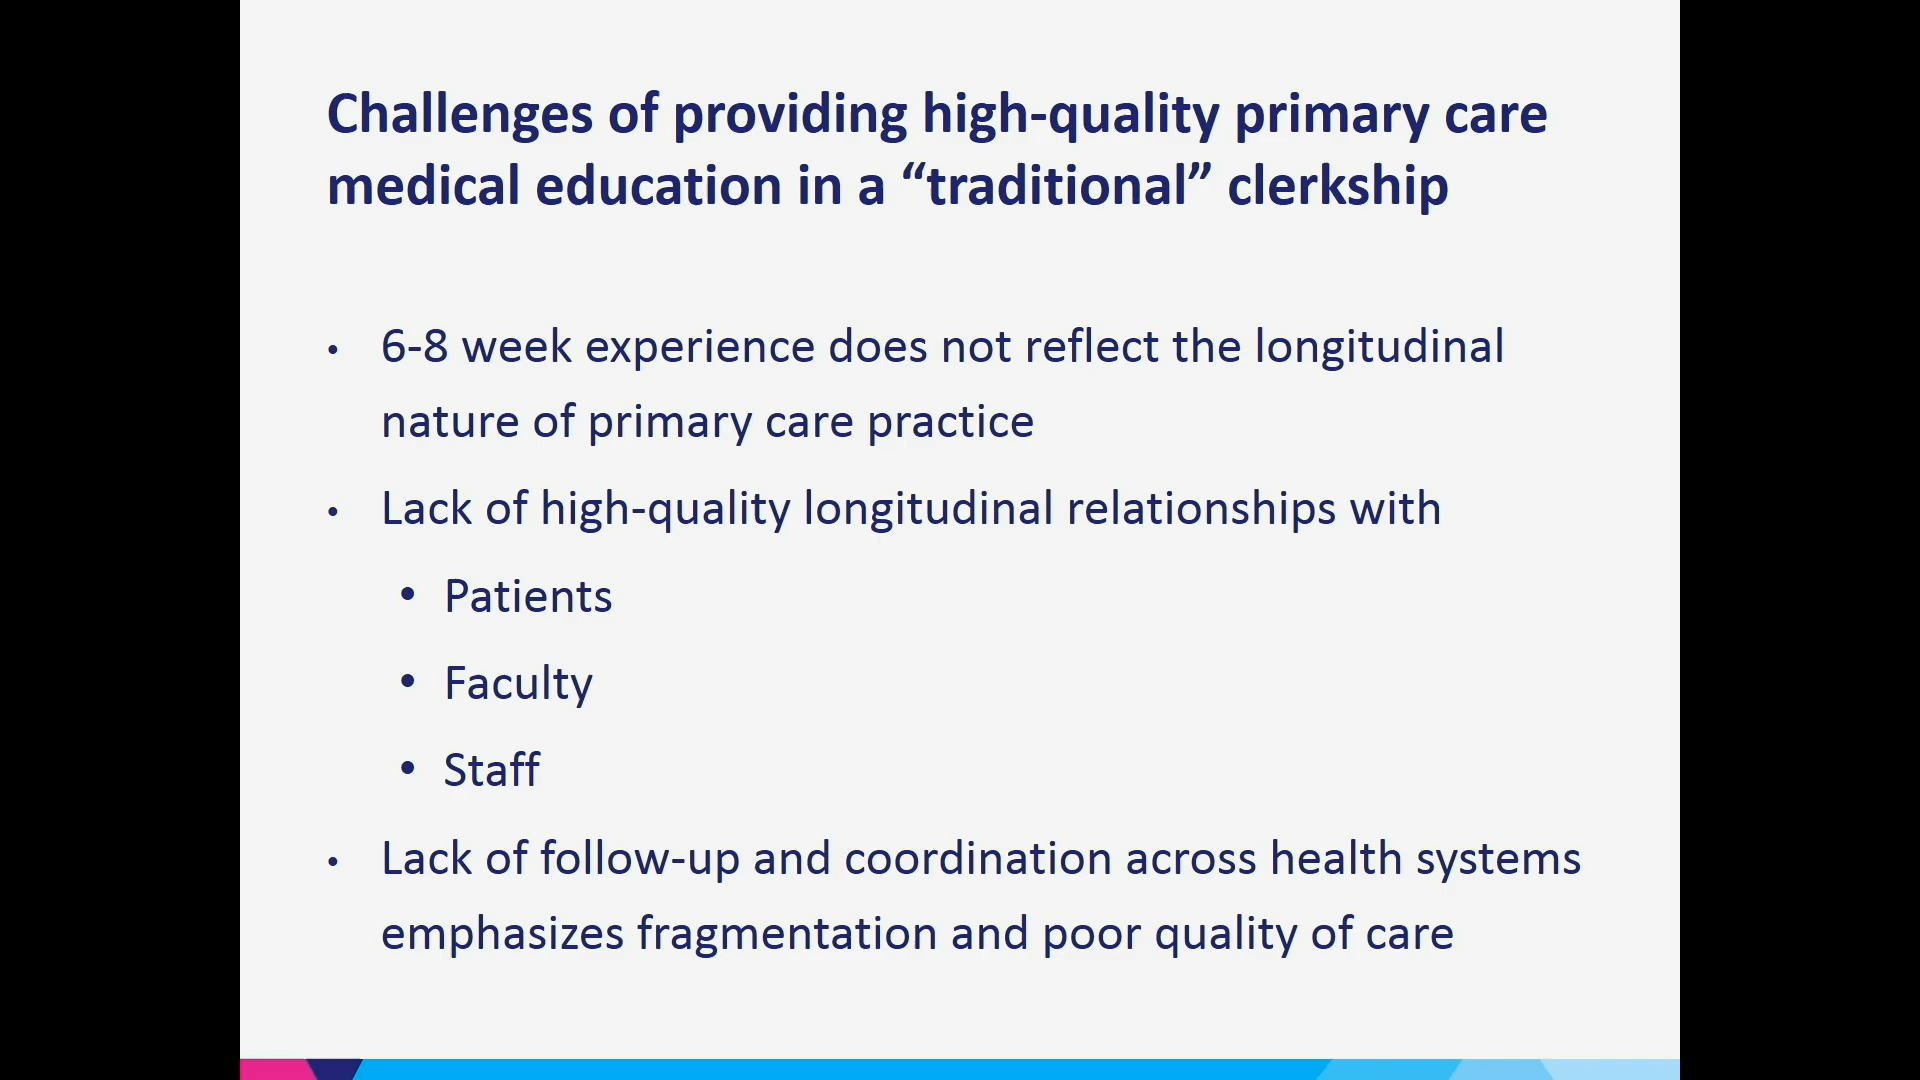 Challenges of providing high-quality primary care
medical education in a “traditional” clerkship
• 6-8 week experience does not reflect the longitudinal
nature of primary care practice
• Lack of high-quality longitudinal relationships with
• Patients
• Faculty
• Staff
• Lack of follow-up and coordination across health systems
emphasizes fragmentation and poor quality of care